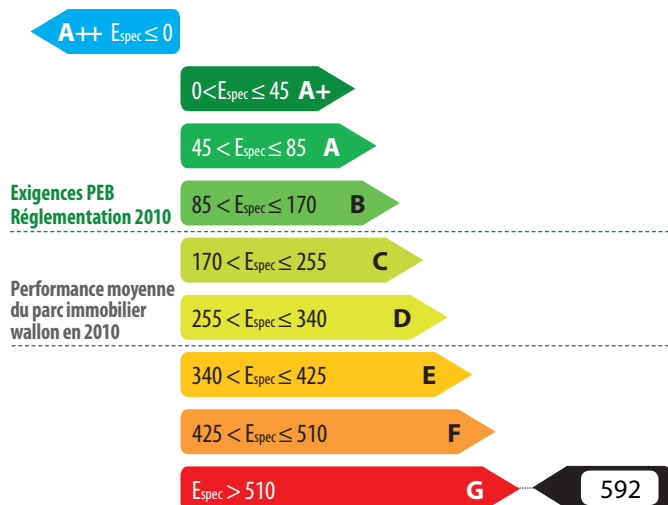 A++ Espec ≤ 0
0<Espec ≤ 45 A+
45 < Espec ≤ 85 A
Exigences PEB
Réglementation 2010
85 < Espec ≤ 170 B
170 < Espec ≤ 255 C
Performance moyenne
du parc immobilier
wallon en 2010
255 < Espec ≤ 340 D
340 < Espec ≤ 425 E
425 < Espec ≤ 510 F
Espec > 510 G 592